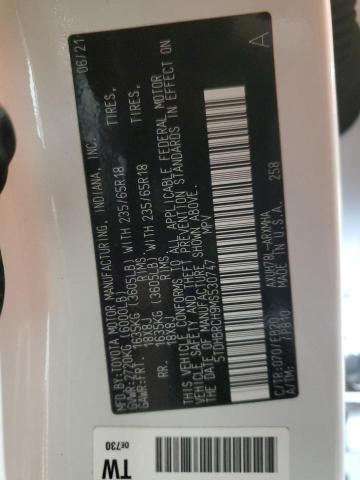 MFD.BY:TOYOTA MOTOR MANUFACTURING, INDIANA, INC. 06/21
GVWR:2720KG (6000LB)
GAWR:FRT. 1635KG (3605LB) WITH 235/65R18 TIRES,
18X8J RIMS,
RR. 1635KG (3605LB) WITH 235/65R18 TIRES,
18X8J RIMS,
THIS VEHICLE CONFORMS TO ALL APPLICABLE FEDERAL MOTOR
VEHICLE SAFETY AND THEFT PREVENTION STANDARDS IN EFFECT ON
THE DATE OF MANUFACTURE SHOWN ABOVE.
MPV
A
C/TR:070/
AXUH78L-ARXMHA 258
A/TM: MADE IN U.S.A.
TW
0E730